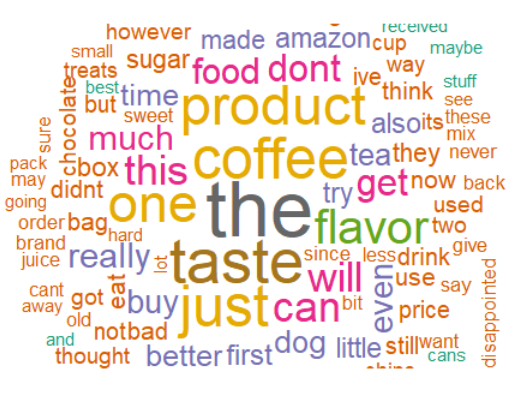 received
however
made
amazon
cup
maybe
small
sugar
food
dont
ive
way
treats
best
but
time
product
think
stuff
see
chocolate
sweet
also
its
these
mix
sure
much
coffee
tea
they
never
pack
box
this
get
now
back
may
didnt
one
the
try
used
going
order
bag
flavor
two
brand
hard
juice
really
lot
taste
since
less
drink
give
cant
away
got
eat
buy
just
can
will
bit
even
use
say
price
disappointed
old
not
bad
and
thought
better
first
dog
little
still
want
cans